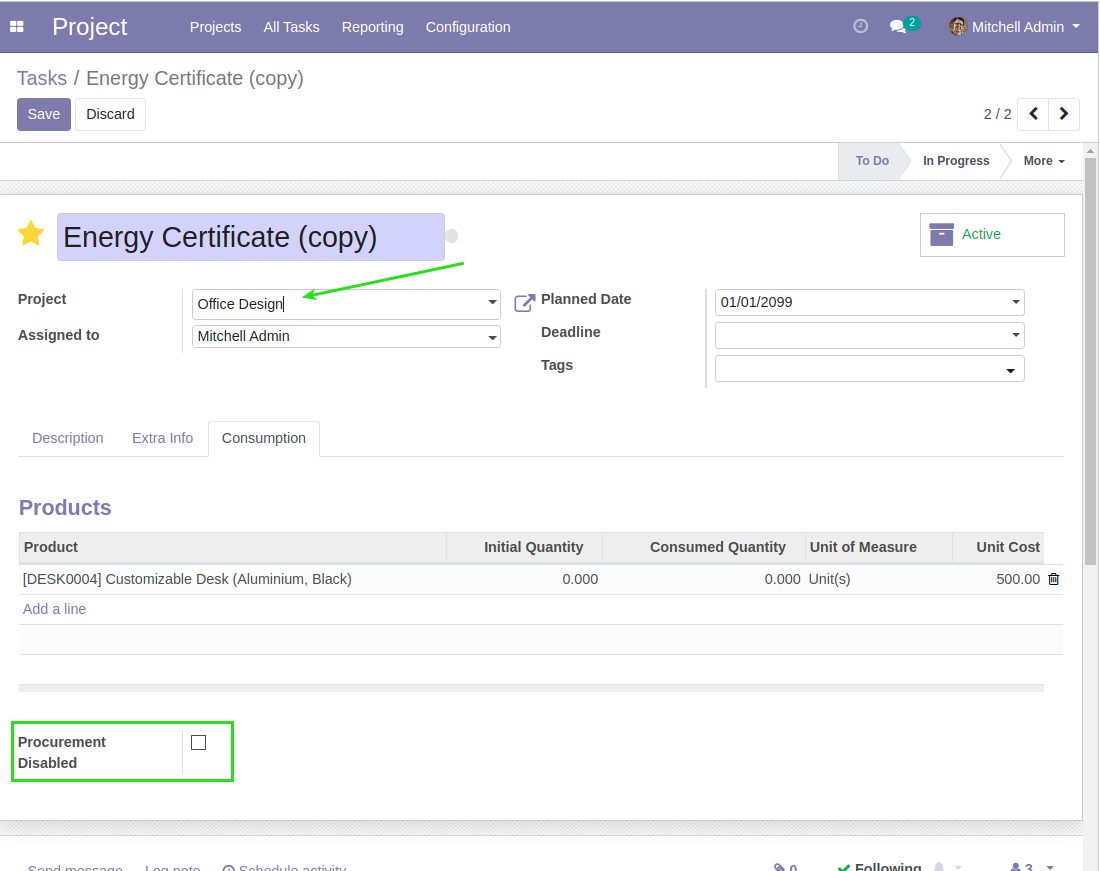 Project Projects All Tasks Reporting Configuration 2 Mitchell Admin
Tasks / Energy Certificate (copy)
Save Discard 2 / 2
To Do In Progress More
Energy Certificate (copy) Active
Project Office Design Planned Date 01/01/2099
Assigned to Mitchell Admin Deadline
Tags
Description Extra Info Consumption
Products
Product Initial Quantity Consumed Quantity Unit of Measure Unit Cost
[DESK0004] Customizable Desk (Aluminium, Black) 0.000 0.000 Unit(s) 500.00
Add a line
Procurement
Disabled
Send message Log note Schedule activity 0 Following 3